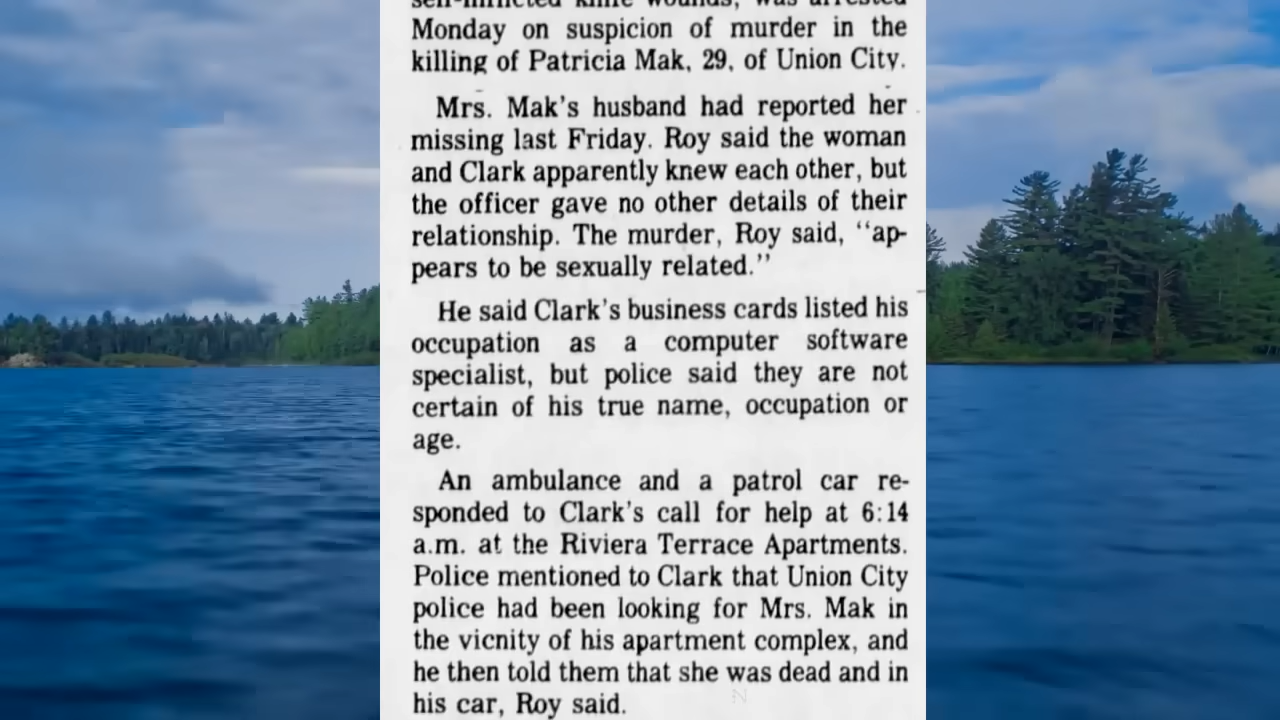 self-inflicted knife wounds, was arrested
Monday on suspicion of murder in the
killing of Patricia Mak, 29, of Union City.
Mrs. Mak's husband had reported her
missing last Friday. Roy said the woman
and Clark apparently knew each other, but
the officer gave no other details of their
relationship. The murder, Roy said, “ap-
pears to be sexually related.”
He said Clark's business cards listed his
occupation as a computer software
specialist, but police said they are not
certain of his true name, occupation or
age.
An ambulance and a patrol car re-
sponded to Clark's call for help at 6:14
a.m. at the Riviera Terrace Apartments.
Police mentioned to Clark that Union City
police had been looking for Mrs. Mak in
the vicnity of his apartment complex, and
he then told them that she was dead and in
his car, Roy said.